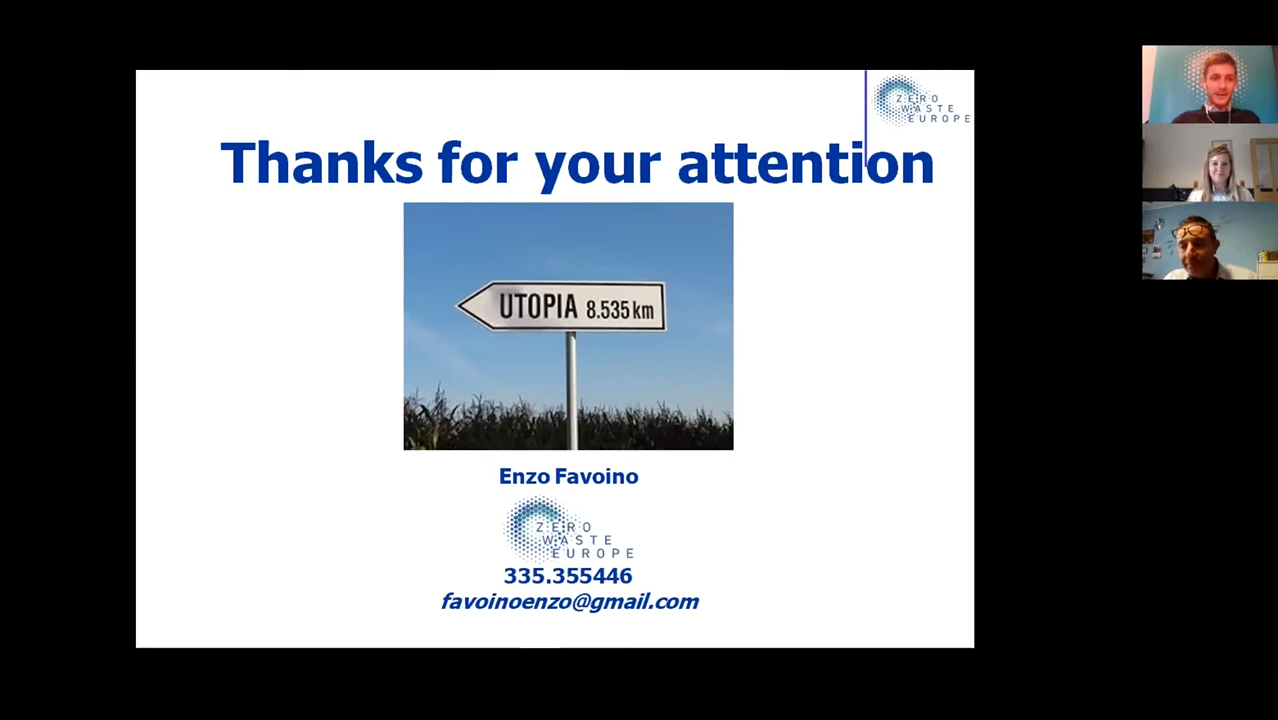 ZERO
WASTE
EUROPE
Thanks for your attention
UTOPIA 8.535 km
Enzo Favoino
ZERO
WASTE
EUROPE
335.355446
favoinoenzo@gmail.com